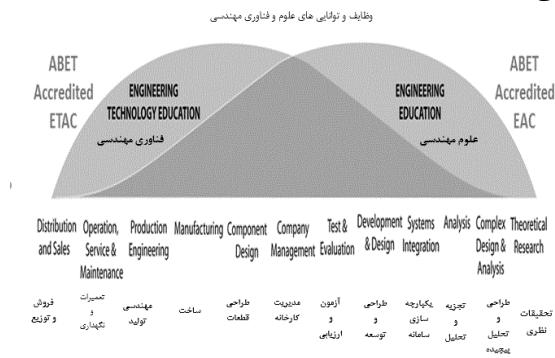 وظایف و توانایی های علوم و فناوری مهندسی
ABET
Accredited
ETAC
ENGINEERING
TECHNOLOGY EDUCATION
فناوری مهندسی
ENGINEERING
EDUCATION
علوم مهندسی
ABET
Accredited
EAC
Distribution
and Sales
Operation,
Service &
Maintenance
Production
Engineering
Manufacturing
Component
Design
Company
Management
Test &
Evaluation
Development
& Design
Systems
Integration
Analysis
Complex
Design &
Analysis
Theoretical
Research
فروش
و توزیع
تعمیرات
و
نگهداری
مهندسی
تولید
ساخت
طراحی
قطعات
مدیریت
کارخانه
آزمون
و
ارزیابی
طراحی
و
توسعه
یکپارچه
سازی
سامانه
تجزیه
و
تحلیل
طراحی
و
تحلیل
پیچیده
تحقیقات
نظری